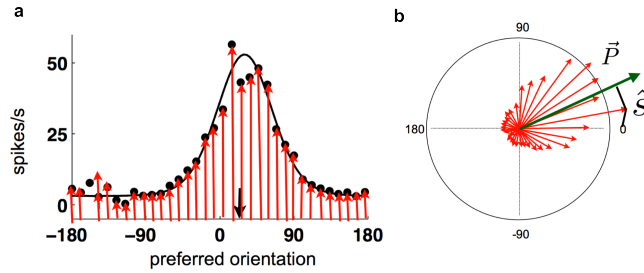 a
spikes/s
50
25
0
−180
−90
0
90
180
preferred orientation
b
90
180
0
-90
P⃗
Ŝ